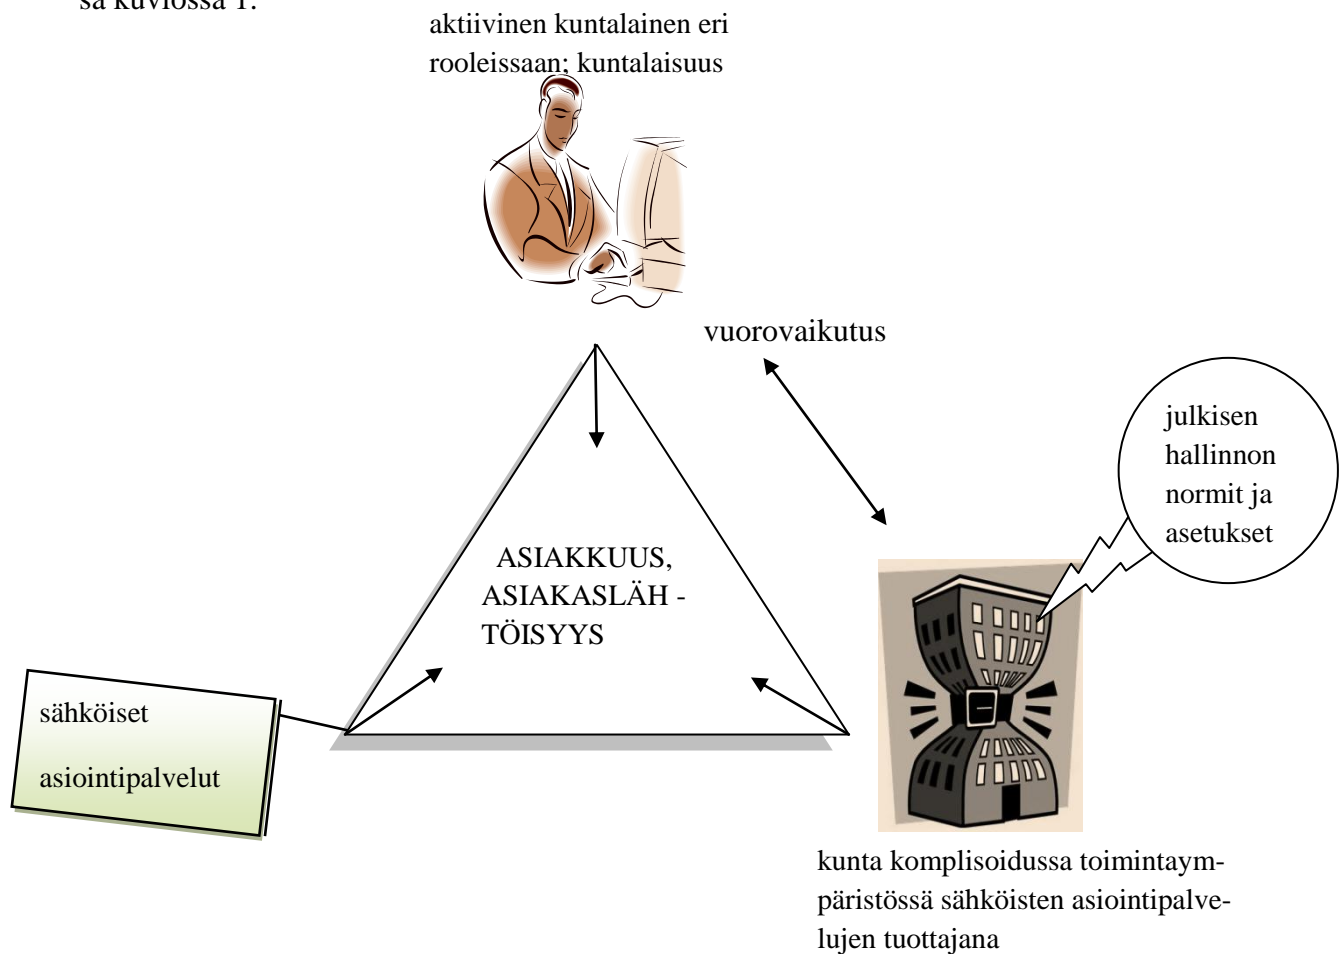 sa kuviossa 1.
aktiivinen kuntalainen eri
rooleissaan; kuntalaisuus
vuorovaikutus
julkisen
hallinnon
normit ja
asetukset
ASIAKKUUS,
ASIAKASLÄH -
TÖISYYS
sähköiset
asiointipalvelut
kunta komplisoidussa toimintaym-
päristössä sähköisten asiointipalve-
lujen tuottajana